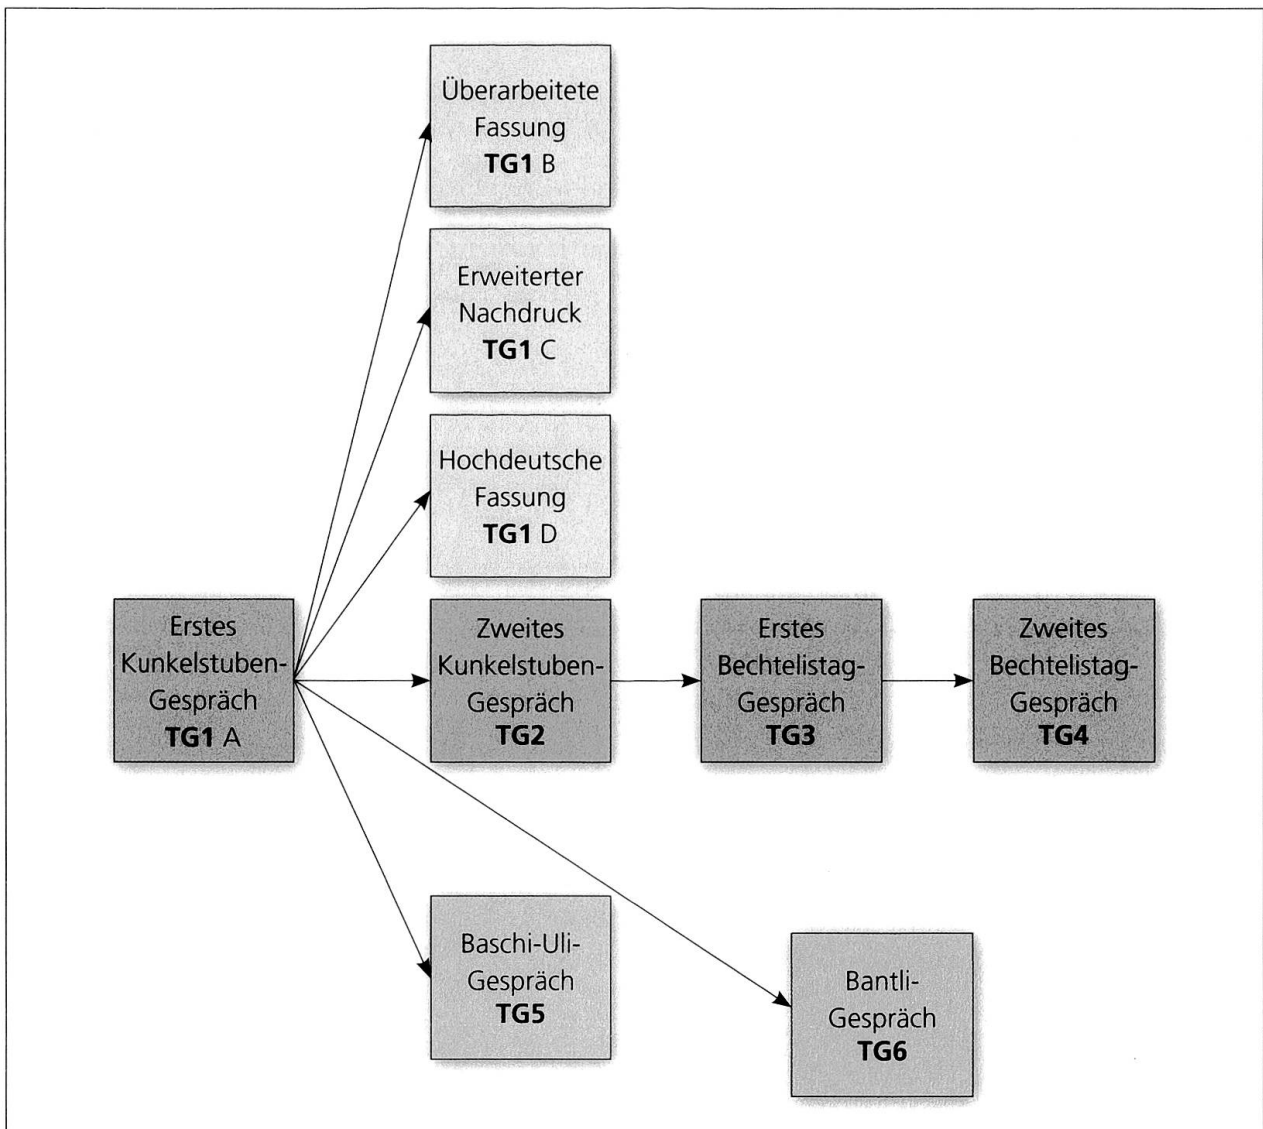 Überarbeitete
Fassung
TG1 B
Erweiterter
Nachdruck
TG1 C
Hochdeutsche
Fassung
TG1 D
Erstes
Kunkelstuben-
Gespräch
TG1 A
Zweites
Kunkelstuben-
Gespräch
TG2
Erstes
Bechtelistag-
Gespräch
TG3
Zweites
Bechtelistag-
Gespräch
TG4
Baschi-Uli-
Gespräch
TG5
Bantli-
Gespräch
TG6